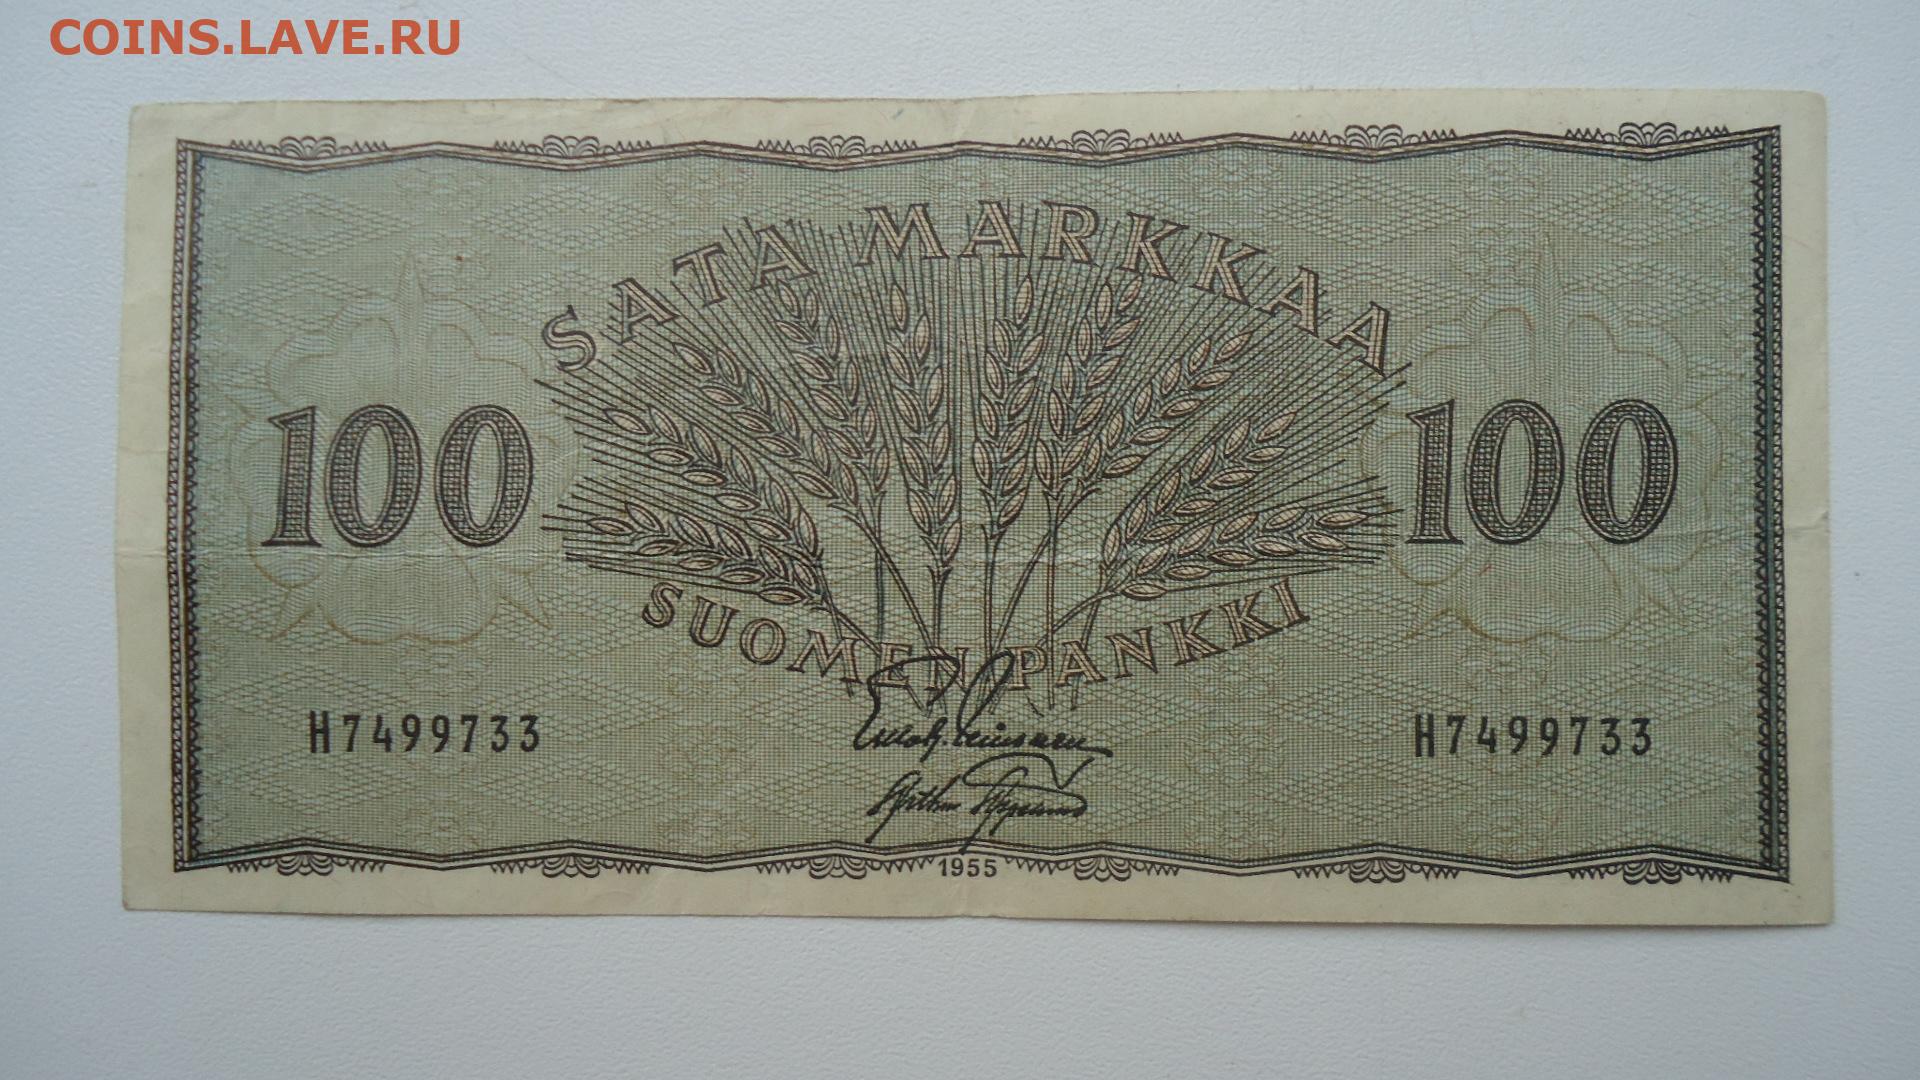 COINS.LAVE.RU
SATA MARKKAA
100 100
SUOMEN PANKKI
H7499733 H7499733
1955